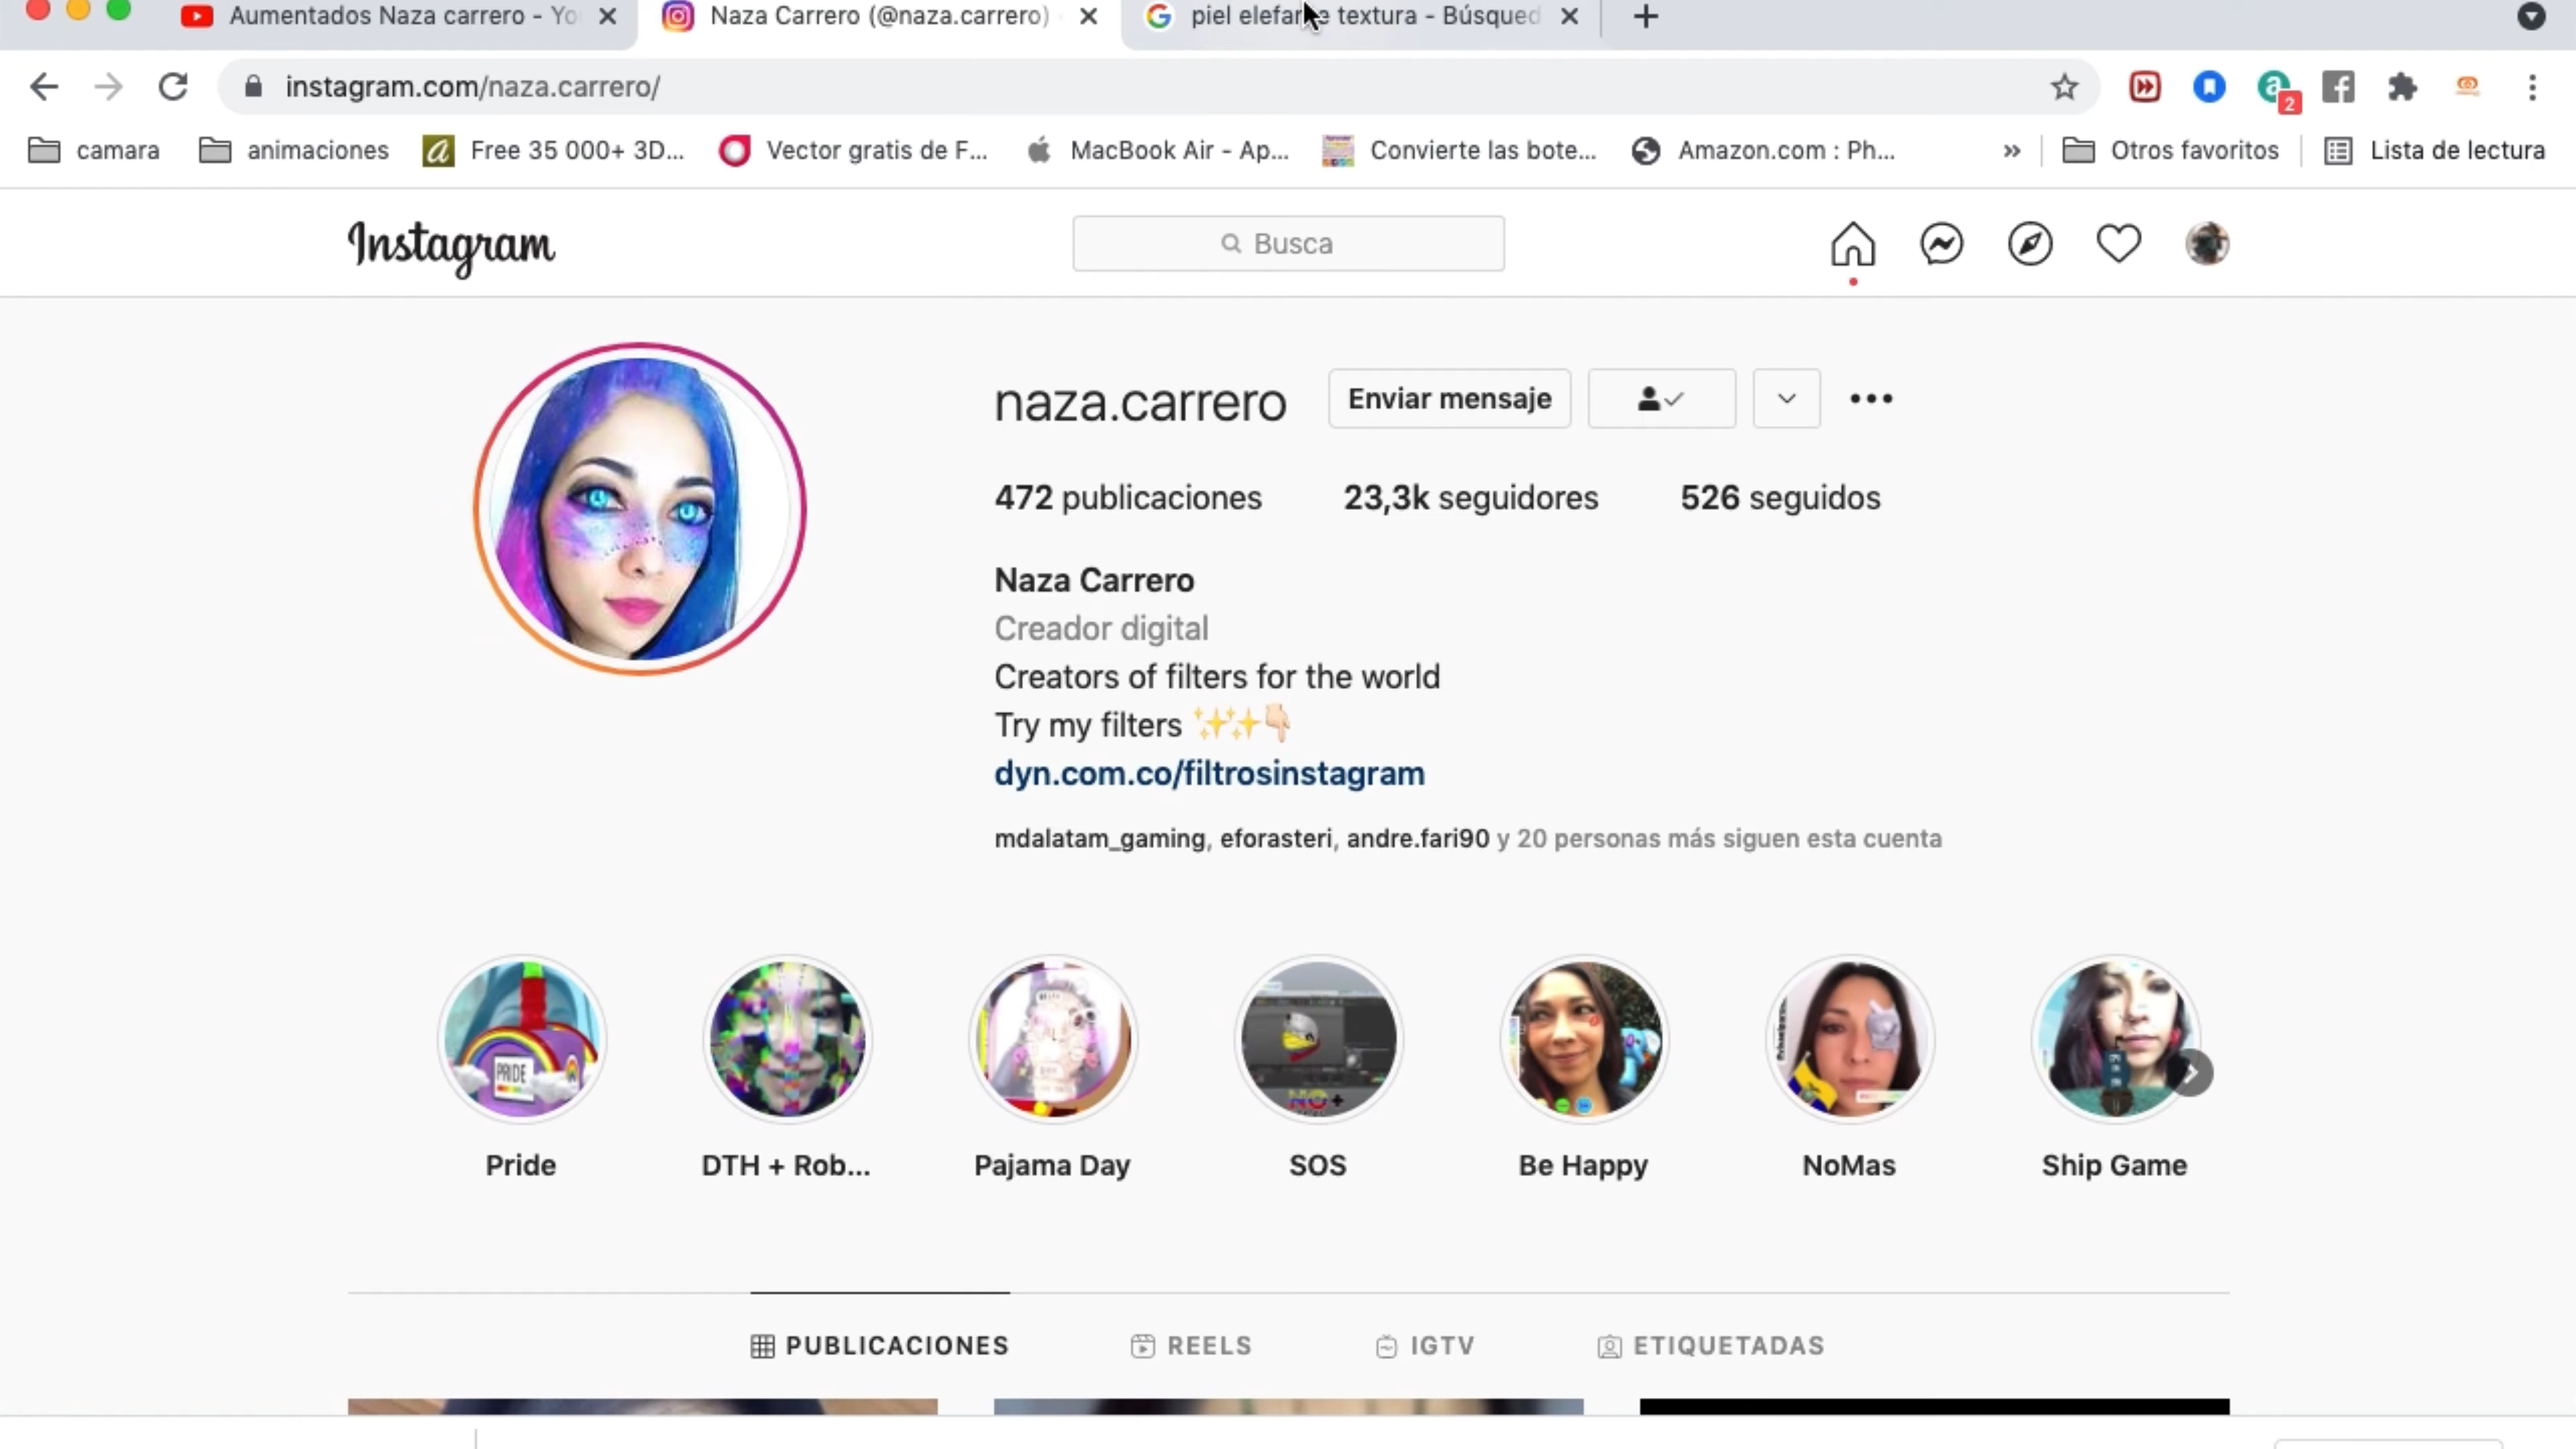 Aumentados Naza carrero - Yo
Naza Carrero (@naza.carrero)
piel elefante textura - Búsqued
instagram.com/naza.carrero/
2
camara
animaciones
Free 35 000+ 3D...
Vector gratis de F...
MacBook Air - Ap...
Convierte las bote...
Amazon.com : Ph...
»
Otros favoritos
Lista de lectura
Instagram
Busca
naza.carrero
Enviar mensaje
472 publicaciones
23,3k seguidores
526 seguidos
Naza Carrero
Creador digital
Creators of filters for the world
Try my filters ✨✨👇🏻
dyn.com.co/filtrosinstagram
mdalatam_gaming, eforasteri, andre.fari90 y 20 personas más siguen esta cuenta
PRIDE
NO+
Pride
DTH + Rob...
Pajama Day
SOS
Be Happy
NoMas
Ship Game
PUBLICACIONES
REELS
IGTV
ETIQUETADAS